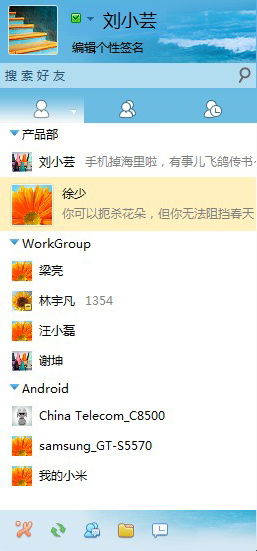 刘小芸
编辑个性签名
搜索好友
产品部
刘小芸 手机掉海里啦，有事儿飞鸽传书·
徐少
你可以扼杀花朵，但你无法阻挡春天
WorkGroup
梁亮
林宇凡 1354
汪小磊
谢坤
Android
China Telecom_C8500
samsung_GT-S5570
我的小米